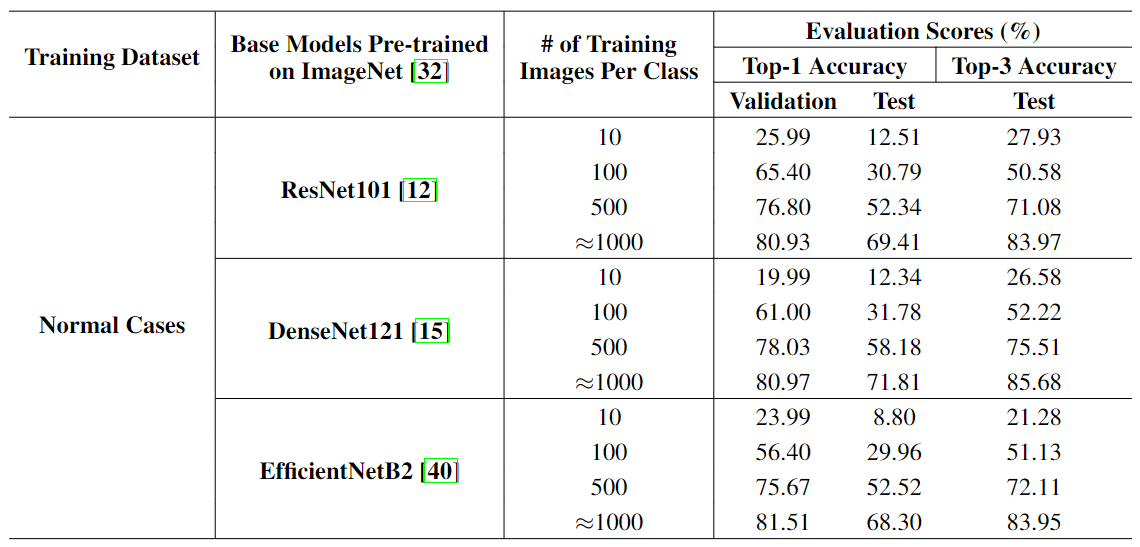 Training Dataset
Base Models Pre-trained
on ImageNet [32]
# of Training
Images Per Class
Evaluation Scores (%)
Top-1 Accuracy Top-3 Accuracy
Validation Test Test
Normal Cases
ResNet101 [12]
10 25.99 12.51 27.93
100 65.40 30.79 50.58
500 76.80 52.34 71.08
≈1000 80.93 69.41 83.97
DenseNet121 [15]
10 19.99 12.34 26.58
100 61.00 31.78 52.22
500 78.03 58.18 75.51
≈1000 80.97 71.81 85.68
EfficientNetB2 [40]
10 23.99 8.80 21.28
100 56.40 29.96 51.13
500 75.67 52.52 72.11
≈1000 81.51 68.30 83.95